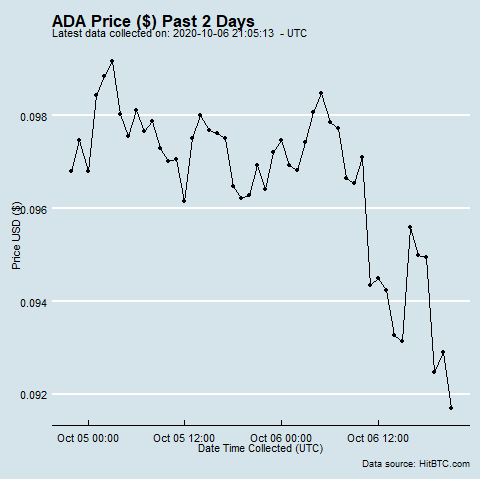 ADA Price ($) Past 2 Days
Latest data collected on: 2020-10-06 21:05:13  - UTC
0.098
0.096
Price USD ($)
0.094
0.092
Oct 05 00:00
Oct 05 12:00
Oct 06 00:00
Oct 06 12:00
Date Time Collected (UTC)
Data source: HitBTC.com